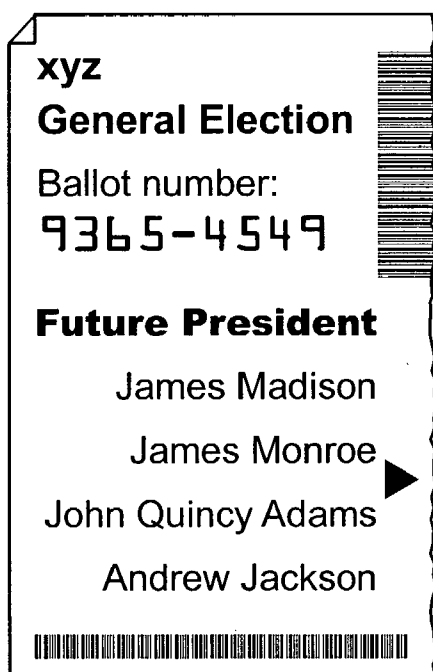 xyz
General Election
Ballot number:
9365-4549
Future President
James Madison
James Monroe
John Quincy Adams
Andrew Jackson